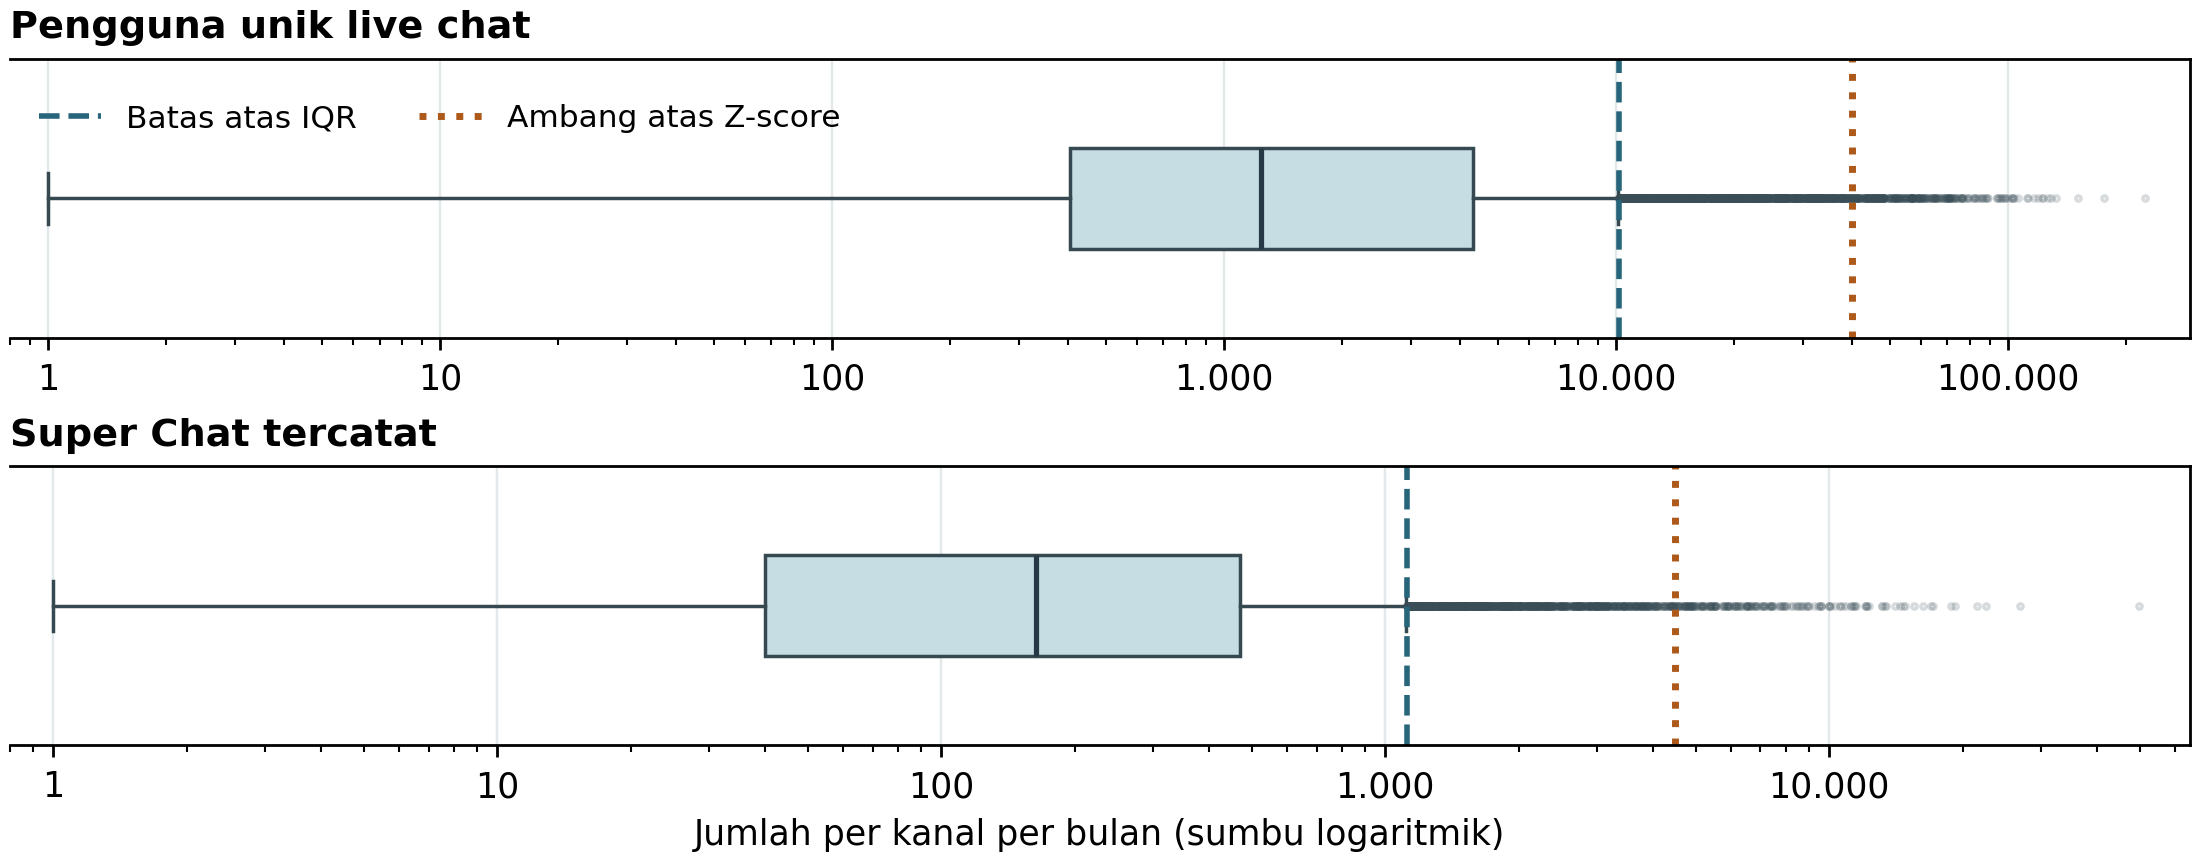 Pengguna unik live chat
Batas atas IQR
Ambang atas Z-score
1 10 100 1.000 10.000 100.000
Super Chat tercatat
1 10 100 1.000 10.000
Jumlah per kanal per bulan (sumbu logaritmik)